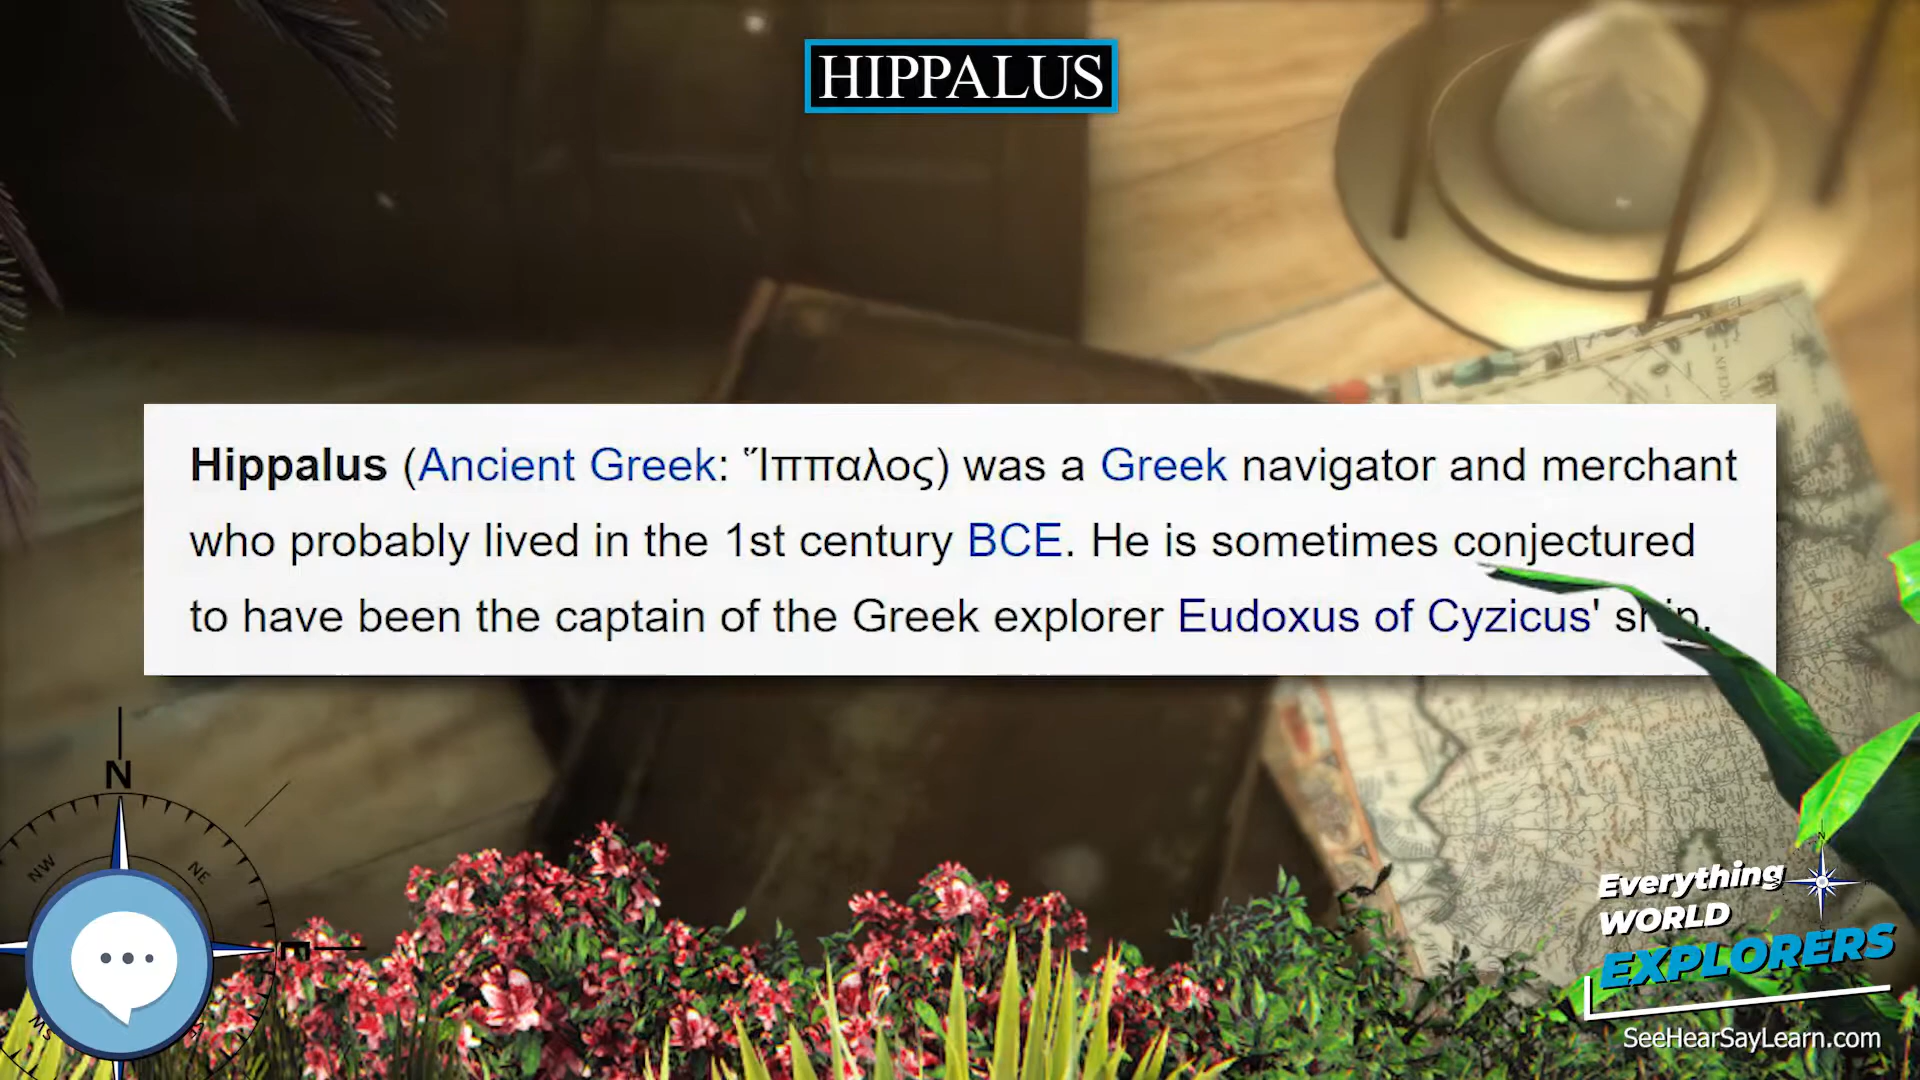 HIPPALUS
Hippalus (Ancient Greek: Ἵππαλος) was a Greek navigator and merchant
who probably lived in the 1st century BCE. He is sometimes conjectured
to have been the captain of the Greek explorer Eudoxus of Cyzicus' ship.
N
NW
NE
E
SW
Everything
WORLD
EXPLORERS
SeeHearSayLearn.com